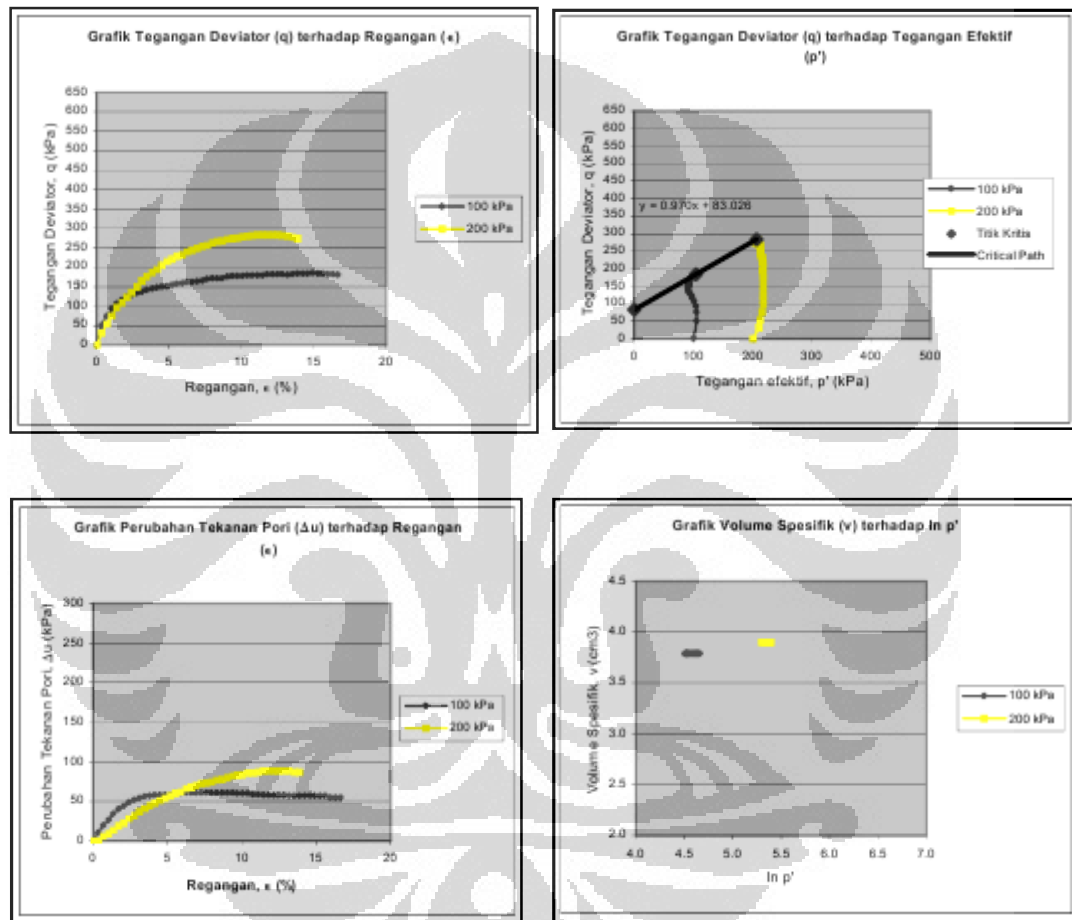 Grafik Tegangan Deviator (q) terhadap Regangan (ε)
Tegangan Deviator, q (kPa)
650
600
550
500
450
400
350
300
250
200
150
100
50
0
0 5 10 15 20
Regangan, ε (%)
100 kPa
200 kPa
Grafik Tegangan Deviator (q) terhadap Tegangan Efektif
(p')
Tegangan Deviator, q (kPa)
650
600
550
500
450
400
350
300
250
200
150
100
50
0
y = 0.970x + 83.026
0 100 200 300 400 500
Tegangan efektif, p' (kPa)
100 kPa
200 kPa
Titik Kritis
Critical Path
Grafik Perubahan Tekanan Pori (Δu) terhadap Regangan
(ε)
Perubahan Tekanan Pori, Δu (kPa)
300
250
200
150
100
50
0
0 5 10 15 20
Regangan, ε (%)
100 kPa
200 kPa
Grafik Volume Spesifik (v) terhadap ln p'
Volume Spesifik, v (cm3)
4.5
4.0
3.5
3.0
2.5
2.0
4.0 4.5 5.0 5.5 6.0 6.5 7.0
ln p'
100 kPa
200 kPa